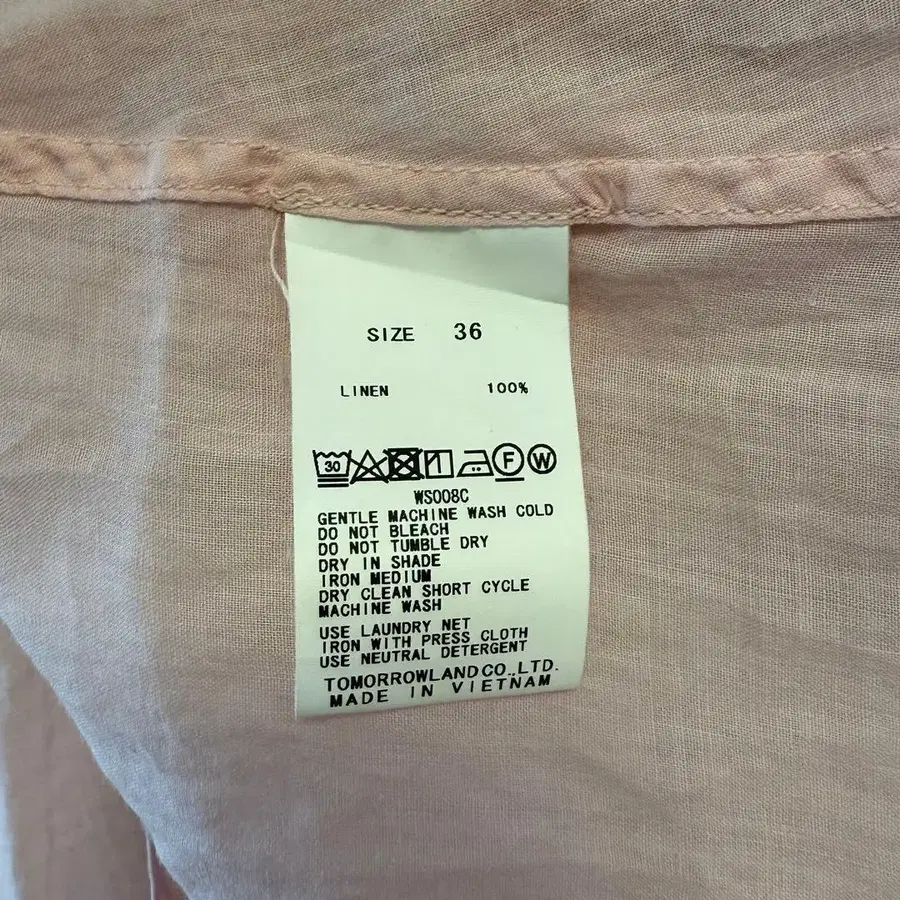 SIZE 36
LINEN 100%
30 F W
WS008C
GENTLE MACHINE WASH COLD
DO NOT BLEACH
DO NOT TUMBLE DRY
DRY IN SHADE
IRON MEDIUM
DRY CLEAN SHORT CYCLE
MACHINE WASH
USE LAUNDRY NET
IRON WITH PRESS CLOTH
USE NEUTRAL DETERGENT
TOMORROWLAND CO.,LTD.
MADE IN VIETNAM